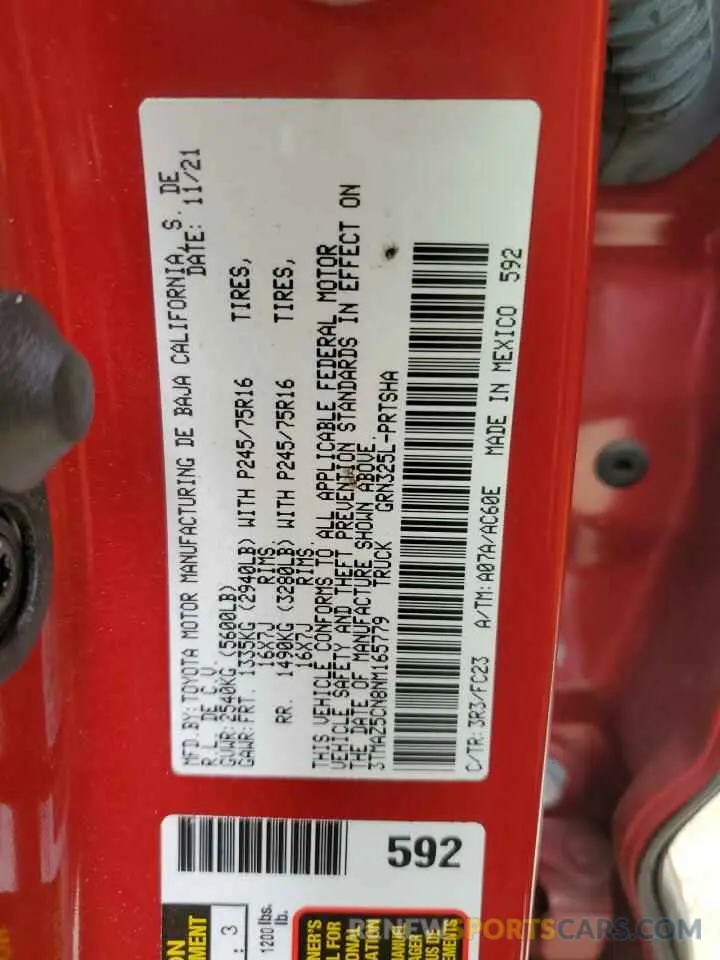 MFD.BY:TOYOTA MOTOR MANUFACTURING DE BAJA CALIFORNIA,S. DE
R.L. DE C.V. DATE: 11/21
GVWR:2540KG (5600LB)
GAWR:FRT. 1335KG (2940LB) WITH P245/75R16 TIRES,
16X7J RIMS,
RR. 1490KG (3280LB) WITH P245/75R16 TIRES,
16X7J RIMS.
THIS VEHICLE CONFORMS TO ALL APPLICABLE FEDERAL MOTOR
VEHICLE SAFETY AND THEFT PREVENTION STANDARDS IN EFFECT ON
THE DATE OF MANUFACTURE SHOWN ABOVE.
3TMAZ5CN8NM165779 TRUCK GRN325L-PRTSHA
C/TR: 3R3/FC23 A/TM: A07A/AC60E MADE IN MEXICO 592
592
: 3
1200 lbs.
lb.
RENEWSPORTCARS.COM